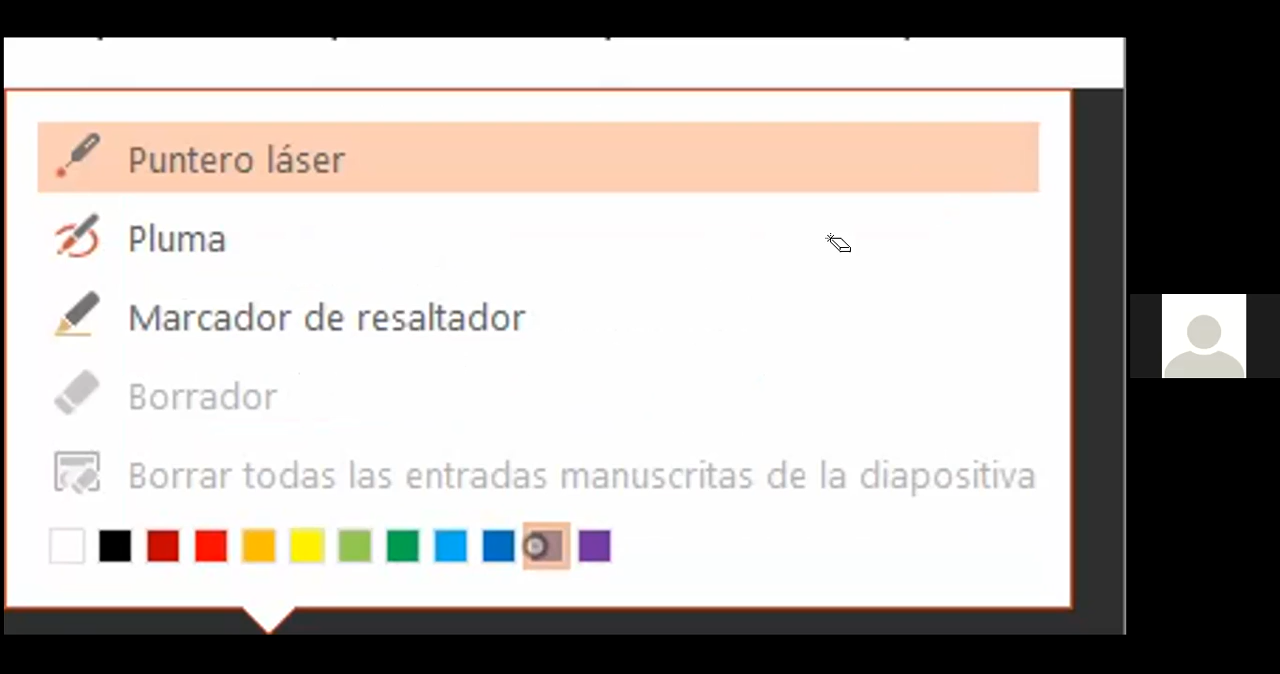 Puntero láser
Pluma
Marcador de resaltador
Borrador
Borrar todas las entradas manuscritas de la diapositiva